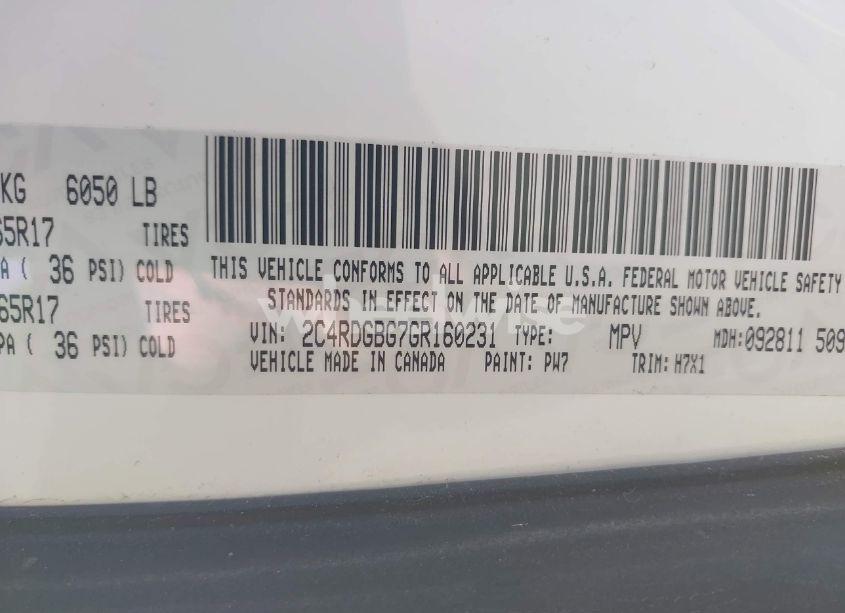 KG 6050 LB
65R17 TIRES
PA ( 36 PSI) COLD
65R17 TIRES
PA ( 36 PSI) COLD
THIS VEHICLE CONFORMS TO ALL APPLICABLE U.S.A. FEDERAL MOTOR VEHICLE SAFETY
STANDARDS IN EFFECT ON THE DATE OF MANUFACTURE SHOWN ABOVE.
VIN: 2C4RDGBG7GR160231 TYPE: MPV MDH:092811 509
VEHICLE MADE IN CANADA PAINT: PW7 TRIM: H7X1
wheelwise